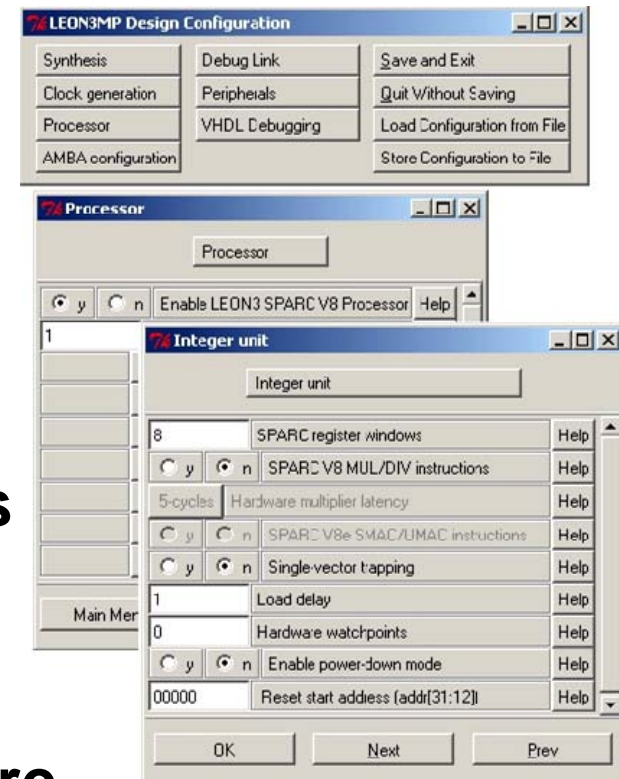 LEON3MP Design Configuration
Synthesis Debug Link Save and Exit
Clock generation Peripherals Quit Without Saving
Processor VHDL Debugging Load Configuration from File
AMBA configuration Store Configuration to File
Processor
Processor
y n Enable LEON3 SPARC V8 Processor Help
1
Integer unit
Integer unit
8 SPARC register windows Help
y n SPARC V8 MUL/DIV instructions Help
5-cycles Hardware multiplier latency Help
y n SPARC V8e SMAC/UMAC instructions Help
y n Single-vector trapping Help
1 Load delay Help
0 Hardware watchpoints Help
y n Enable power-down mode Help
00000 Reset start address (addr[31:12]) Help
OK Next Prev
Main Men
s
re